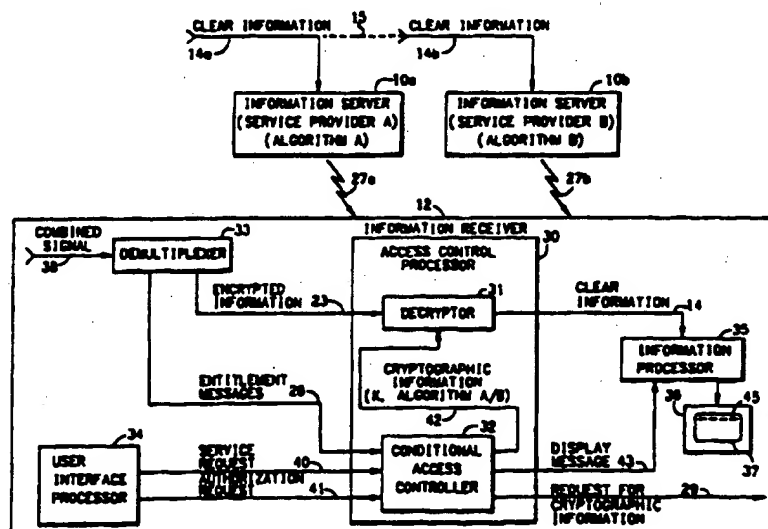 CLEAR INFORMATION
15
CLEAR INFORMATION
14a
14b
10a
10b
INFORMATION SERVER
(SERVICE PROVIDER A)
(ALGORITHM A)
INFORMATION SERVER
(SERVICE PROVIDER B)
(ALGORITHM B)
27a
27b
12
COMBINED
SIGNAL
38
33
DEMULTIPLEXER
INFORMATION RECEIVER
30
ACCESS CONTROL
PROCESSOR
ENCRYPTED
INFORMATION
23
31
DECRYPTOR
CLEAR
INFORMATION
14
35
INFORMATION
PROCESSOR
CRYPTOGRAPHIC
INFORMATION
(K, ALGORITHM A/B)
42
ENTITLEMENT
MESSAGES
28
36
45
37
34
USER
INTERFACE
PROCESSOR
SERVICE
REQUEST
40
AUTHORIZATION
REQUEST
41
32
CONDITIONAL
ACCESS
CONTROLLER
DISPLAY
MESSAGE
43
REQUEST FOR
CRYPTOGRAPHIC
INFORMATION
29